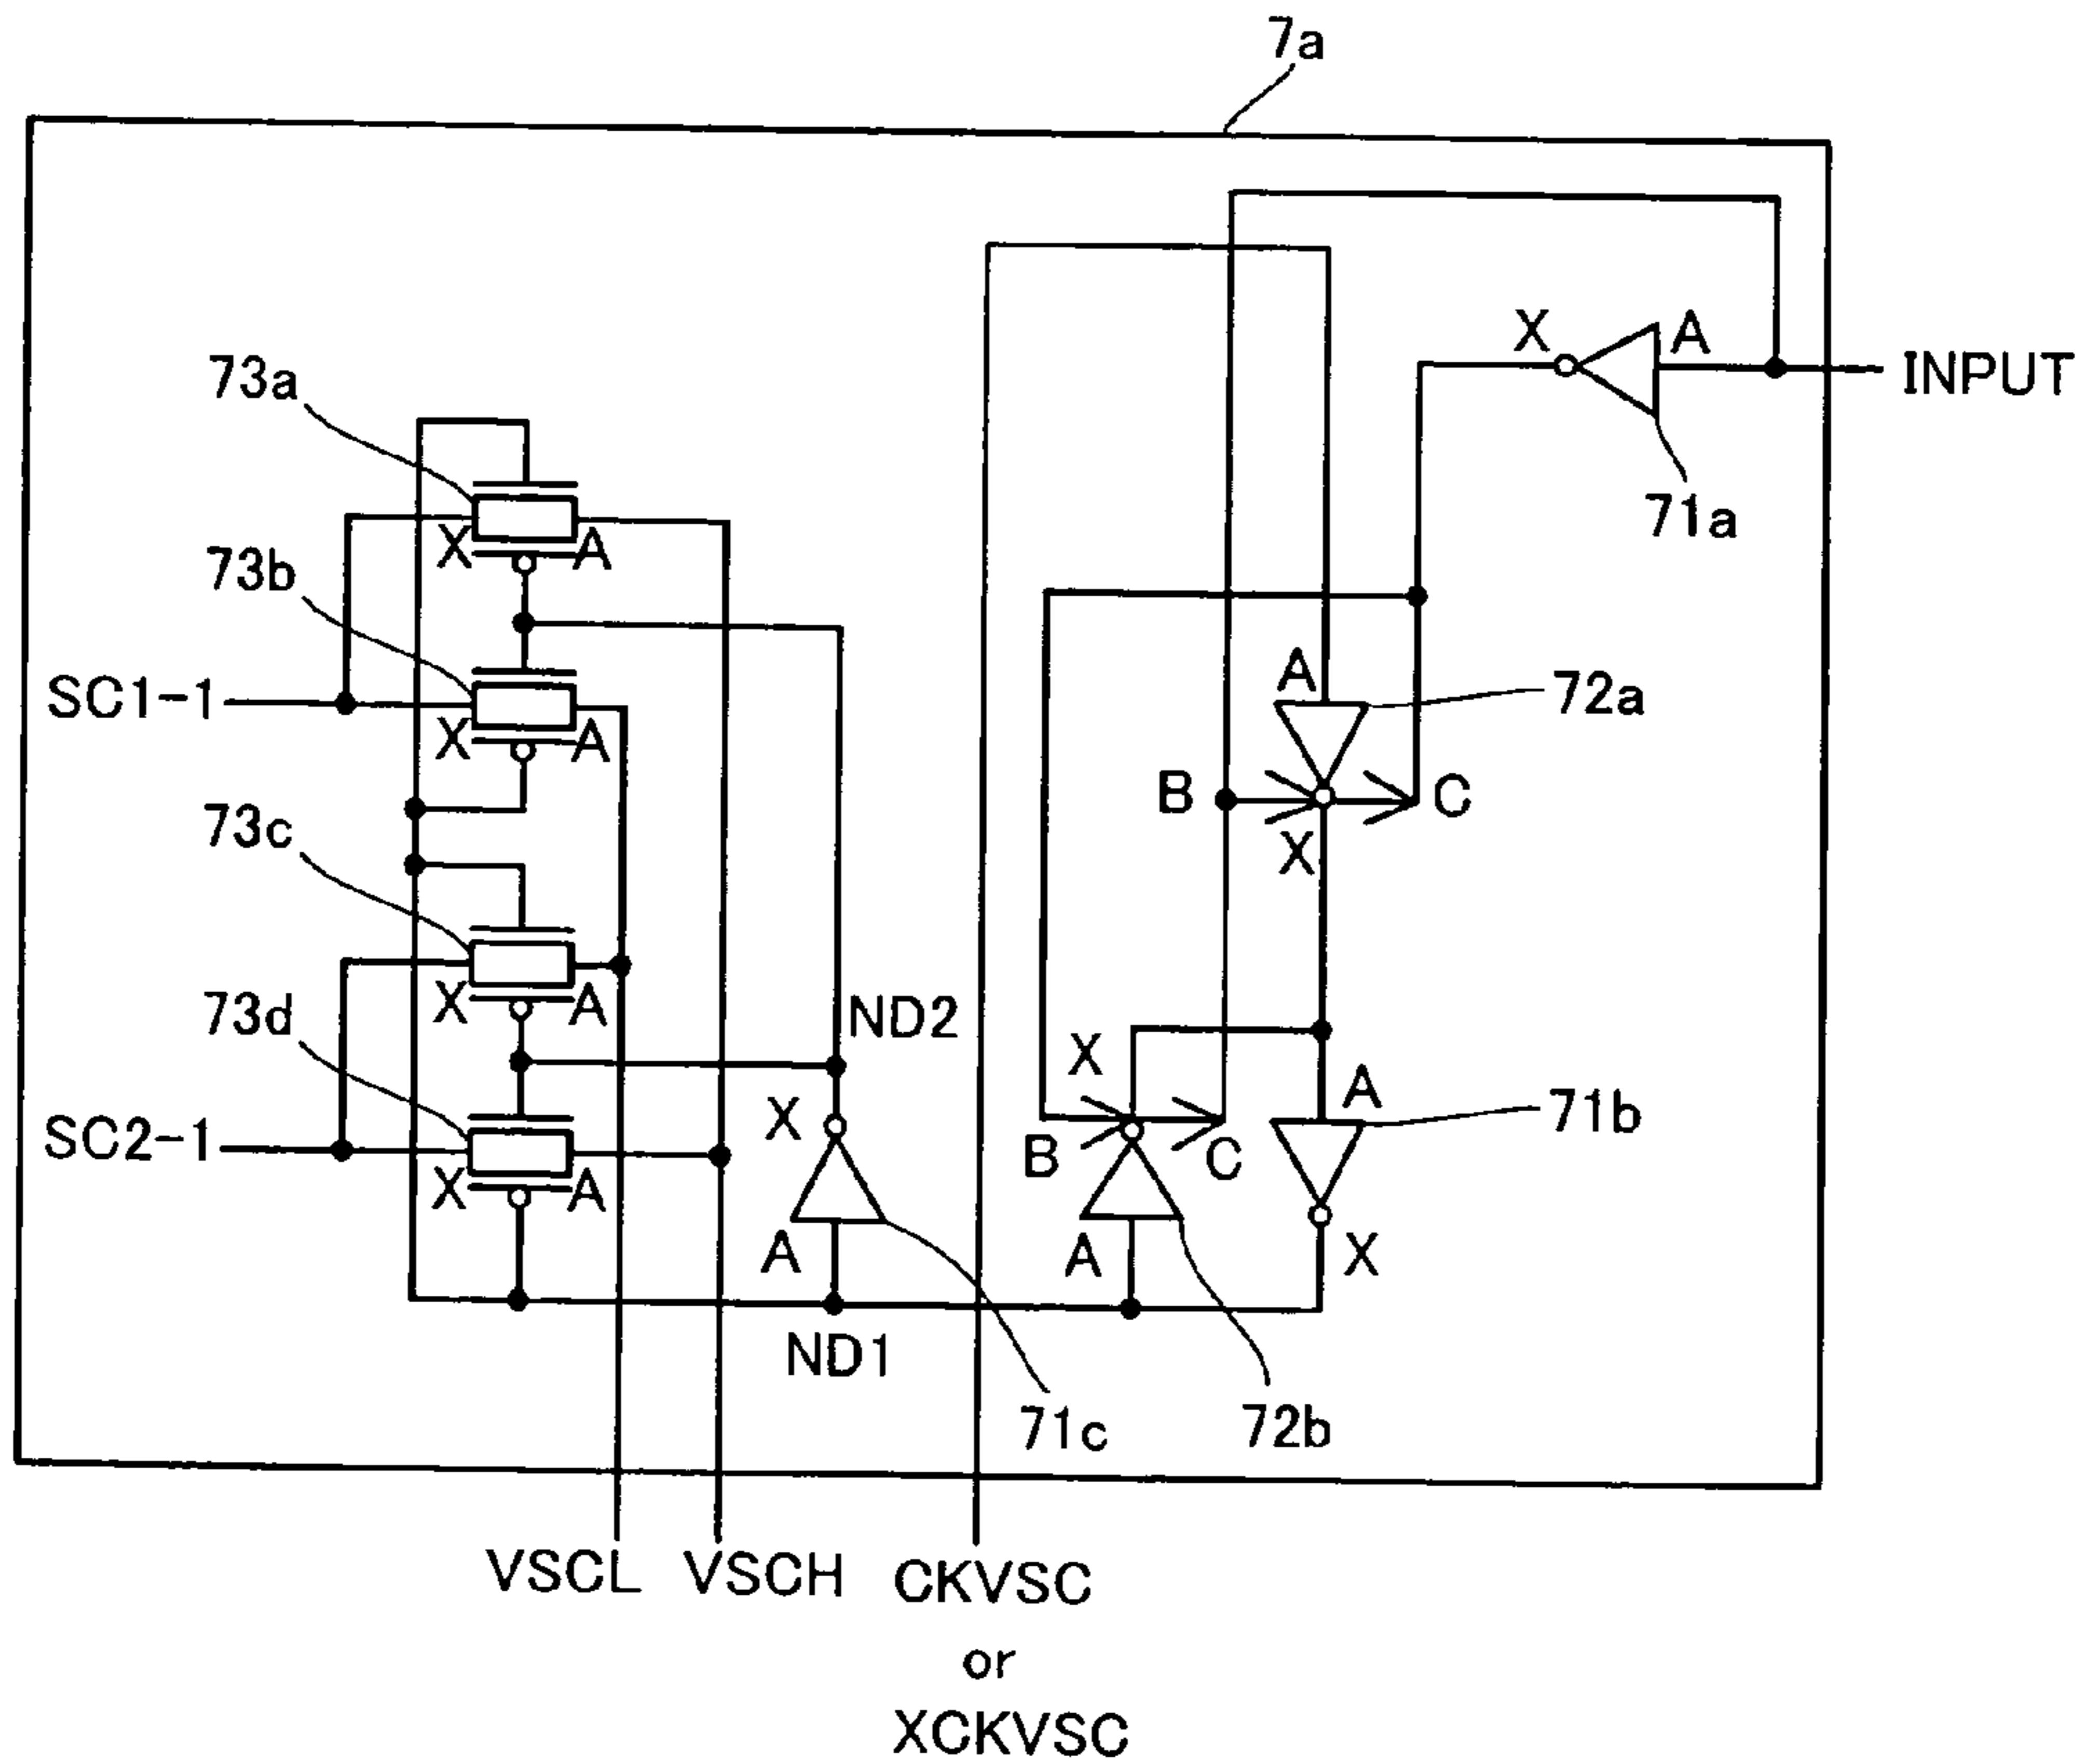 7a
X A
INPUT
71a
73a
X A
73b
SC1-1
X A
A
72a
B C
X
73c
X A
73d
ND2
X
A
71b
SC2-1
X
B C
X A
A
A
X
ND1
71c
72b
VSCL VSCH CKVSC
or
XCKVSC